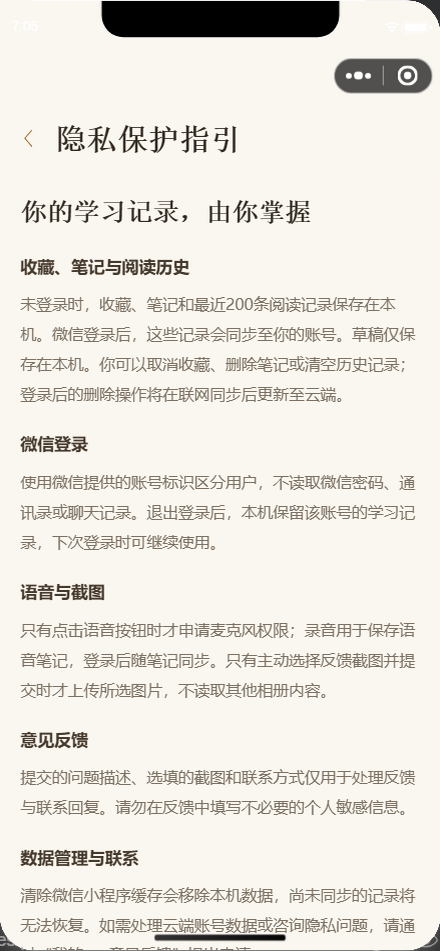 7:05
隐私保护指引
你的学习记录，由你掌握
收藏、笔记与阅读历史
未登录时，收藏、笔记和最近200条阅读记录保存在本
机。微信登录后，这些记录会同步至你的账号。草稿仅保
存在本机。你可以取消收藏、删除笔记或清空历史记录；
登录后的删除操作将在联网同步后更新至云端。
微信登录
使用微信提供的账号标识区分用户，不读取微信密码、通
讯录或聊天记录。退出登录后，本机保留该账号的学习记
录，下次登录时可继续使用。
语音与截图
只有点击语音按钮时才申请麦克风权限；录音用于保存语
音笔记，登录后随笔记同步。只有主动选择反馈截图并提
交时才上传所选图片，不读取其他相册内容。
意见反馈
提交的问题描述、选填的截图和联系方式仅用于处理反馈
与联系回复。请勿在反馈中填写不必要的个人敏感信息。
数据管理与联系
清除微信小程序缓存会移除本机数据，尚未同步的记录将
无法恢复。如需处理云端账号数据或咨询隐私问题，请通